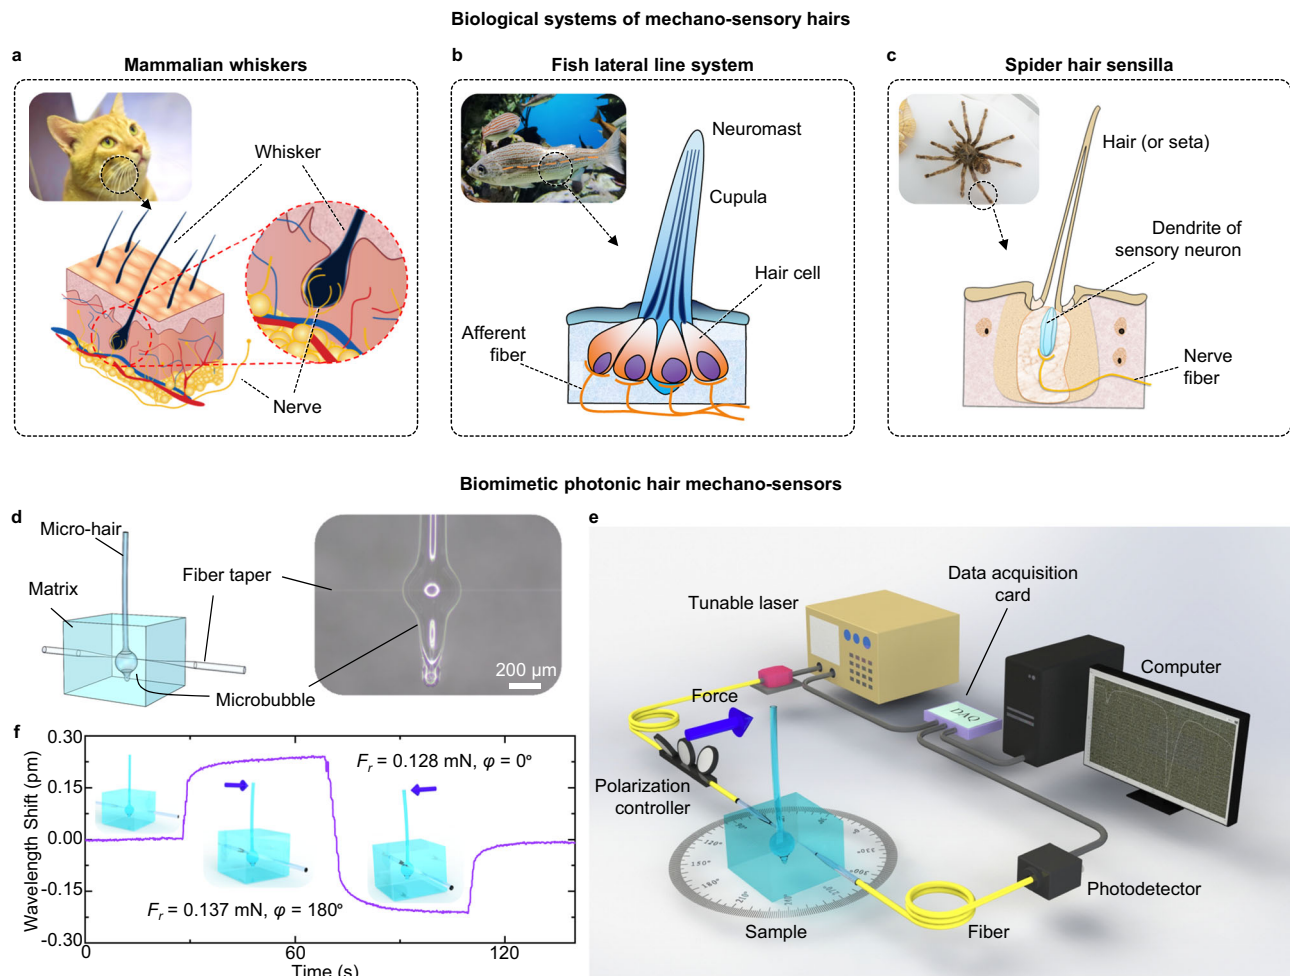 Biological systems of mechano-sensory hairs
a
Mammalian whiskers
Whisker
Nerve
b
Fish lateral line system
Neuromast
Cupula
Hair cell
Afferent
fiber
c
Spider hair sensilla
Hair (or seta)
Dendrite of
sensory neuron
Nerve
fiber
Biomimetic photonic hair mechano-sensors
d
Micro-hair
Matrix
Fiber taper
Microbubble
200 µm
e
Tunable laser
Data acquisition
card
Computer
DAQ
Force
Polarization
controller
Photodetector
Sample
Fiber
f
Wavelength Shift (pm)
0.30
0.15
0.00
-0.15
-0.30
F_r = 0.128 mN, φ = 0°
F_r = 0.137 mN, φ = 180°
0
60
120
Time (s)